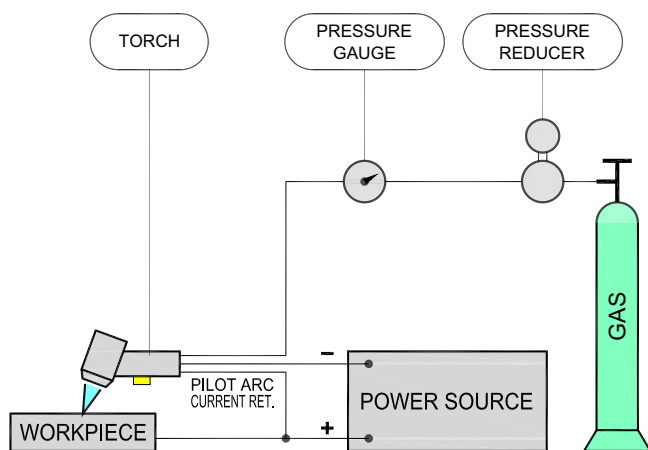 TORCH
PRESSURE
GAUGE
PRESSURE
REDUCER
GAS
–
PILOT ARC
CURRENT RET.
POWER SOURCE
WORKPIECE
+